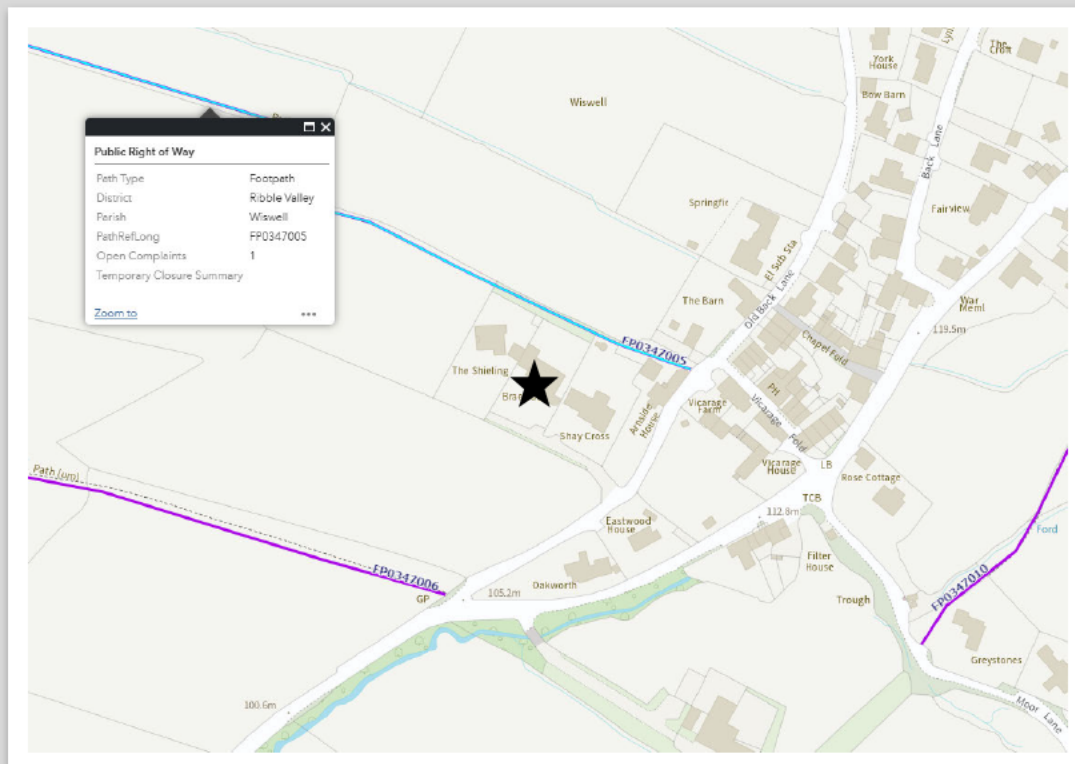 The
Croft
York
House
Bow Barn
Wiswell
Back Lane
Public Right of Way
Path Type Footpath
District Ribble Valley
Parish Wiswell
PathRefLong FP0347005
Open Complaints 1
Temporary Closure Summary
Zoom to
Springfir
Fairview
El Sub Sta
The Barn
Old Back Lane
War
Meml
119.5m
FP0347005
Chapel Fold
The Shieling
PH
Arnside
House
Vicarage
Farm
Vicarage Fold
Shay Cross
Vicarage
House
LB
Rose Cottage
Path (um)
TCB
112.8m
Eastwood
House
Ford
Filter
House
FP0347006
Oakworth
GP
105.2m
Trough
FP0347010
Greystones
100.6m
Moor Lane